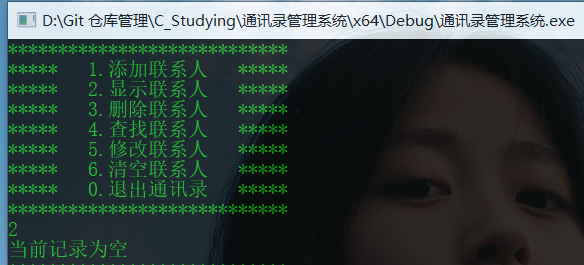 D:\Git 仓库管理\C_Studying\通讯录管理系统\x64\Debug\通讯录管理系统.exe
****************************
*****   1.添加联系人   *****
*****   2.显示联系人   *****
*****   3.删除联系人   *****
*****   4.查找联系人   *****
*****   5.修改联系人   *****
*****   6.清空联系人   *****
*****   0.退出通讯录   *****
****************************
2
当前记录为空
****************************